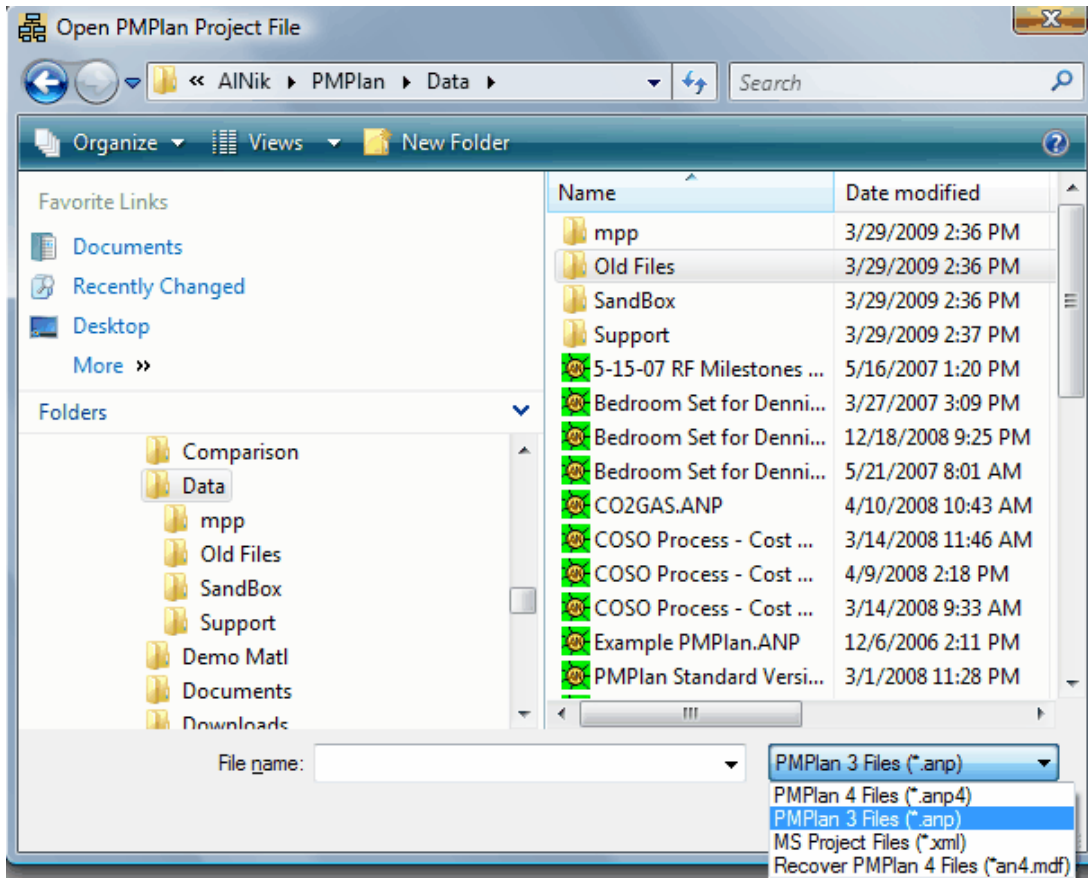 Open PMPlan Project File
« AlNik ▸ PMPlan ▸ Data ▸ Search
Organize Views New Folder
Favorite Links
Documents
Recently Changed
Desktop
More »
Folders
Comparison
Data
mpp
Old Files
SandBox
Support
Demo Matl
Documents
Downloads
Name Date modified
mpp 3/29/2009 2:36 PM
Old Files 3/29/2009 2:36 PM
SandBox 3/29/2009 2:36 PM
Support 3/29/2009 2:37 PM
5-15-07 RF Milestones ... 5/16/2007 1:20 PM
Bedroom Set for Denni... 3/27/2007 3:09 PM
Bedroom Set for Denni... 12/18/2008 9:25 PM
Bedroom Set for Denni... 5/21/2007 8:01 AM
CO2GAS.ANP 4/10/2008 10:43 AM
COSO Process - Cost ... 3/14/2008 11:46 AM
COSO Process - Cost ... 4/9/2008 2:18 PM
COSO Process - Cost ... 3/14/2008 9:33 AM
Example PMPlan.ANP 12/6/2006 2:11 PM
PMPlan Standard Versi... 3/1/2008 11:28 PM
File name: PMPlan 3 Files (*.anp)
PMPlan 4 Files (*.anp4)
PMPlan 3 Files (*.anp)
MS Project Files (*.xml)
Recover PMPlan 4 Files (*an4.mdf)